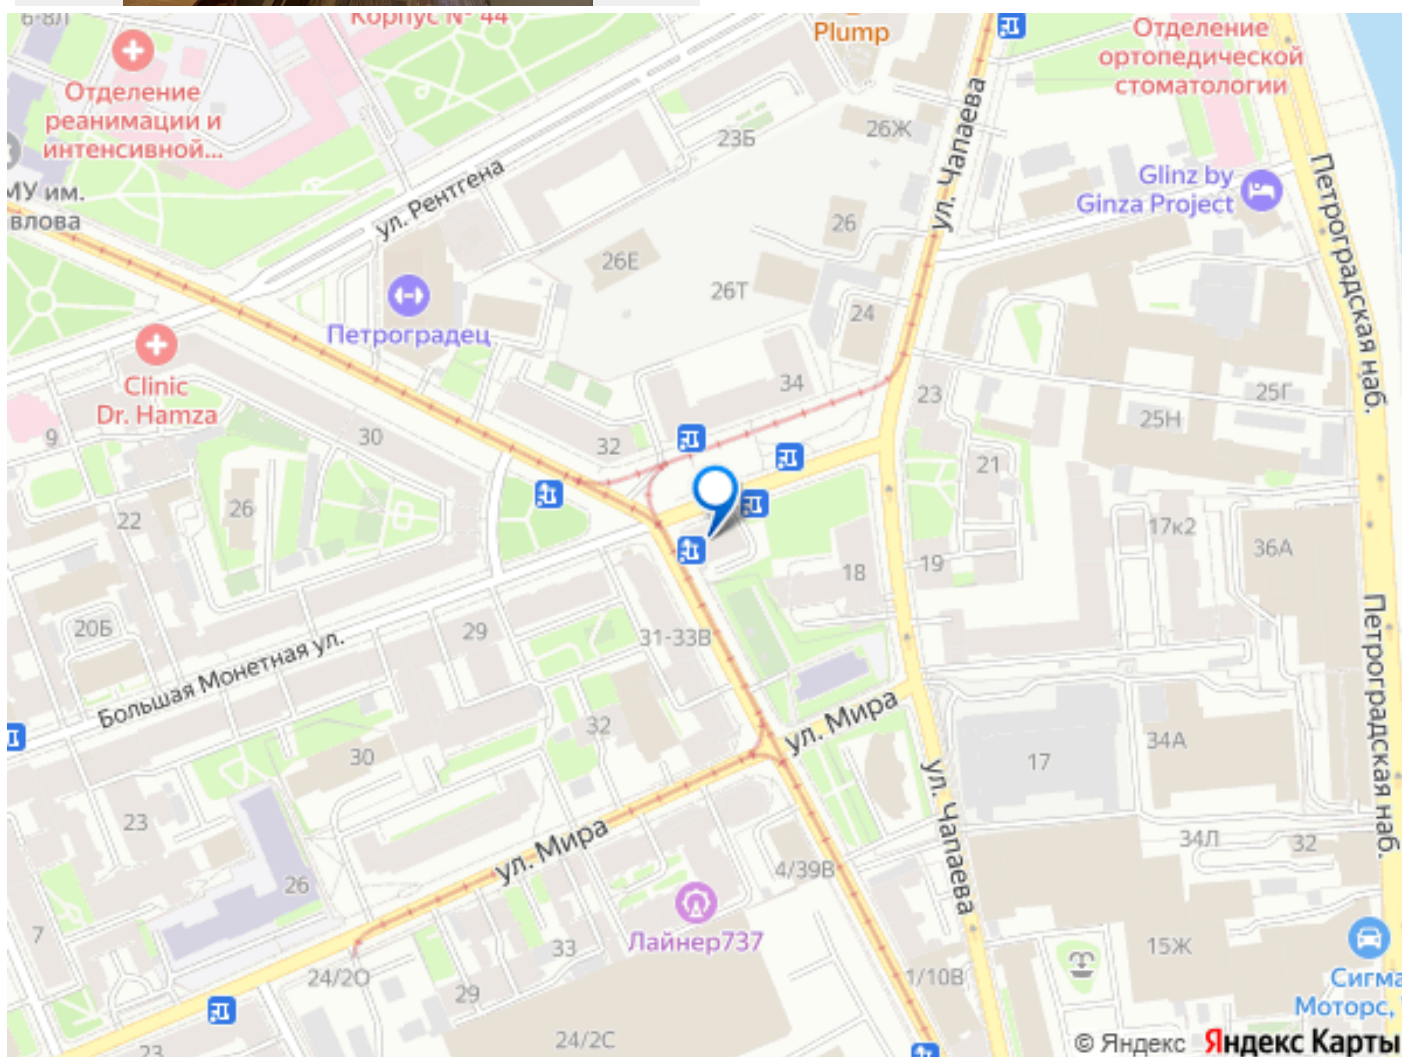 6-8Л
Корпус № 44
Plump
Отделение
ортопедической
стоматологии
Отделение
реанимации и
интенсивной...
МУ им.
влова
ул. Рентгена
23Б
26Ж
ул. Чапаева
Glinz by
Ginza Project
Петроградская наб.
26
26Е
26Т
24
Петроградец
Clinic
Dr. Hamza
34
23
25Г
25Н
9
30
32
21
26
22
17к2
36А
18
19
20Б
29
31-33В
Большая Монетная ул.
Петроградская наб.
32
ул. Мира
30
34А
17
ул. Чапаева
23
ул. Мира
34Л
32
4/39В
26
7
Лайнер737
33
15Ж
24/2О
29
1/10В
Сигма
Моторс,
24/2С
23
© Яндекс Яндекс Карты